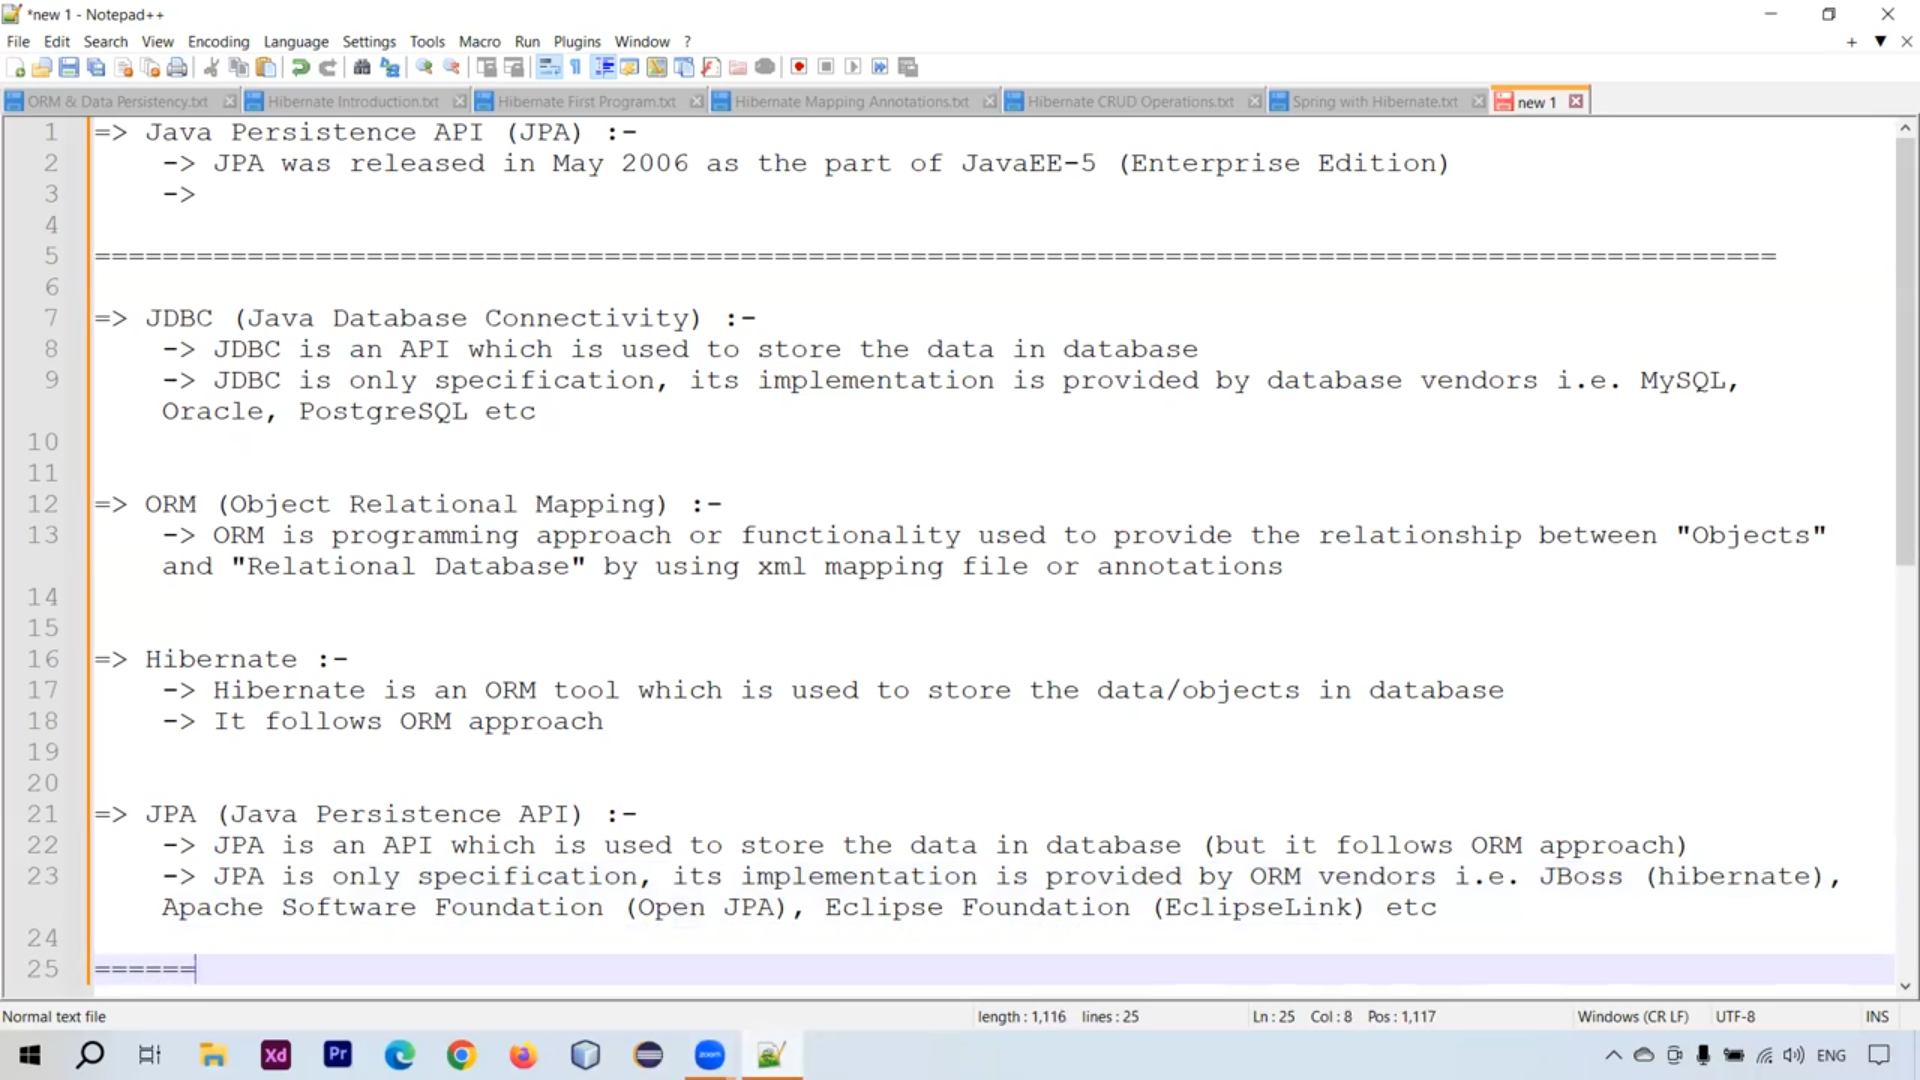 *new 1 - Notepad++
File Edit Search View Encoding Language Settings Tools Macro Run Plugins Window ?
ORM & Data Persistency.txt Hibernate Introduction.txt Hibernate First Program.txt Hibernate Mapping Annotations.txt Hibernate CRUD Operations.txt Spring with Hibernate.txt new 1
1 => Java Persistence API (JPA) :-
2 -> JPA was released in May 2006 as the part of JavaEE-5 (Enterprise Edition)
3 ->
4
5 ===================================================================================================
6
7 => JDBC (Java Database Connectivity) :-
8 -> JDBC is an API which is used to store the data in database
9 -> JDBC is only specification, its implementation is provided by database vendors i.e. MySQL,
Oracle, PostgreSQL etc
10
11
12 => ORM (Object Relational Mapping) :-
13 -> ORM is programming approach or functionality used to provide the relationship between "Objects"
and "Relational Database" by using xml mapping file or annotations
14
15
16 => Hibernate :-
17 -> Hibernate is an ORM tool which is used to store the data/objects in database
18 -> It follows ORM approach
19
20
21 => JPA (Java Persistence API) :-
22 -> JPA is an API which is used to store the data in database (but it follows ORM approach)
23 -> JPA is only specification, its implementation is provided by ORM vendors i.e. JBoss (hibernate),
Apache Software Foundation (Open JPA), Eclipse Foundation (EclipseLink) etc
24
25 ======
Normal text file length : 1,116 lines : 25 Ln : 25 Col : 8 Pos : 1,117 Windows (CR LF) UTF-8 INS
Xd Pr zoom ENG